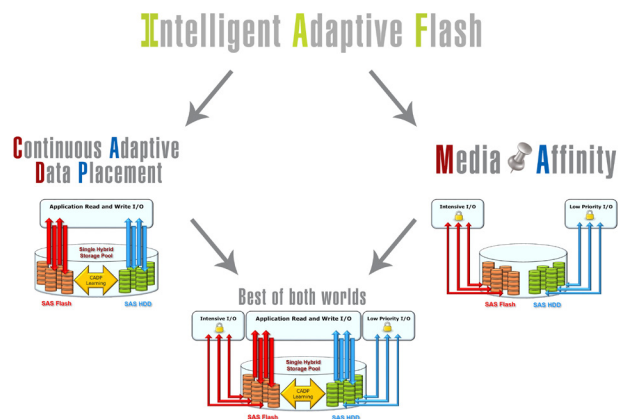 Intelligent Adaptive Flash
Continuous Adaptive
Data Placement
Media Affinity
Application Read and Write I/O
Single Hybrid
Storage Pool
CADP
Learning
SAS Flash
SAS HDD
Intensive I/O
Low Priority I/O
SAS Flash
SAS HDD
Best of both worlds
Intensive I/O
Application Read and Write I/O
Low Priority I/O
Single Hybrid
Storage Pool
CADP
Learning
SAS Flash
SAS HDD